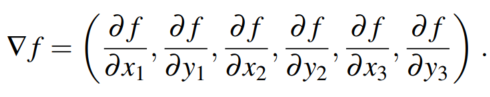 ∇f = (∂f/∂x₁, ∂f/∂y₁, ∂f/∂x₂, ∂f/∂y₂, ∂f/∂x₃, ∂f/∂y₃).